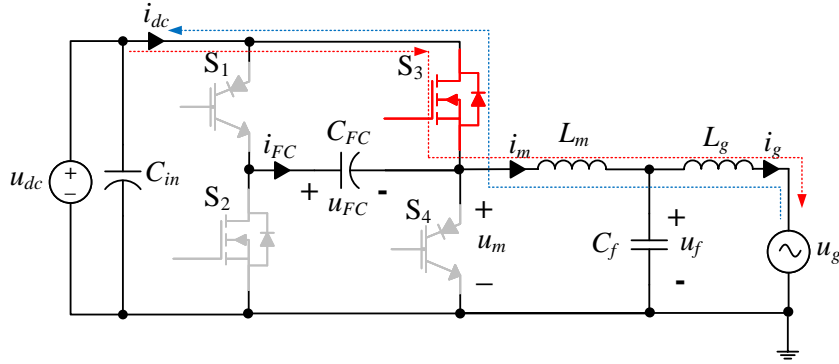 i_dc
S_1
S_3
C_FC
i_FC
i_m
L_m
L_g
i_g
+
−
u_dc
C_in
+
-
u_FC
S_2
S_4
+
u_m
−
C_f
+
u_f
-
u_g